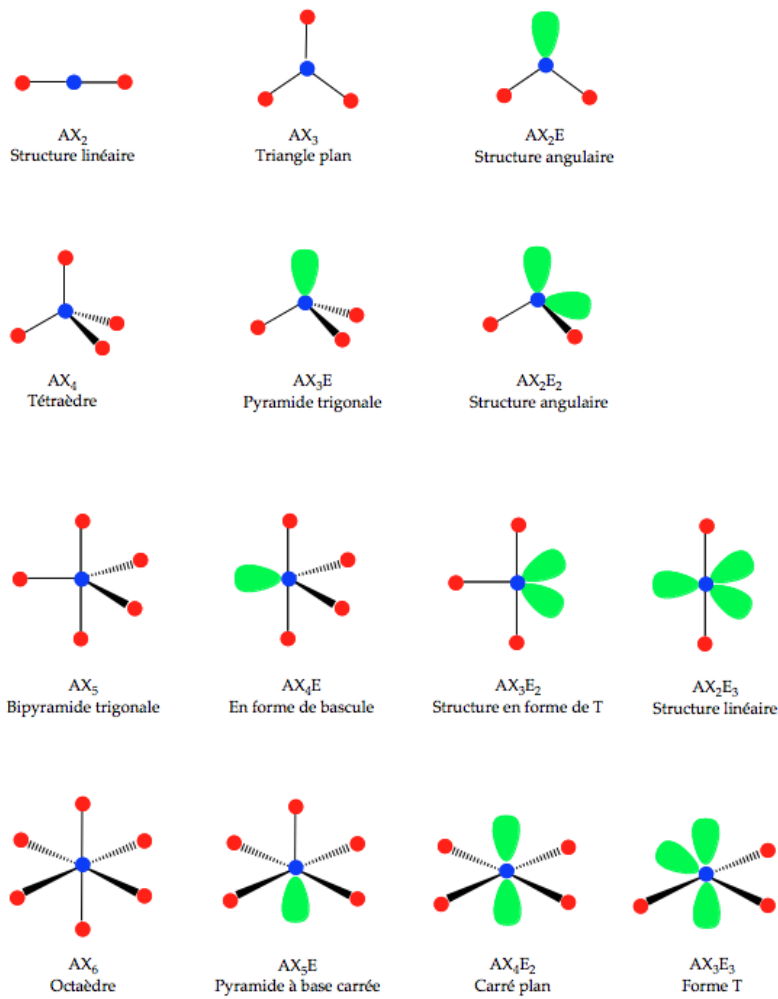 AX₂
Structure linéaire
AX₃
Triangle plan
AX₂E
Structure angulaire
AX₄
Tétraèdre
AX₃E
Pyramide trigonale
AX₂E₂
Structure angulaire
AX₅
Bipyramide trigonale
AX₄E
En forme de bascule
AX₃E₂
Structure en forme de T
AX₂E₃
Structure linéaire
AX₆
Octaèdre
AX₅E
Pyramide à base carrée
AX₄E₂
Carré plan
AX₃E₃
Forme T